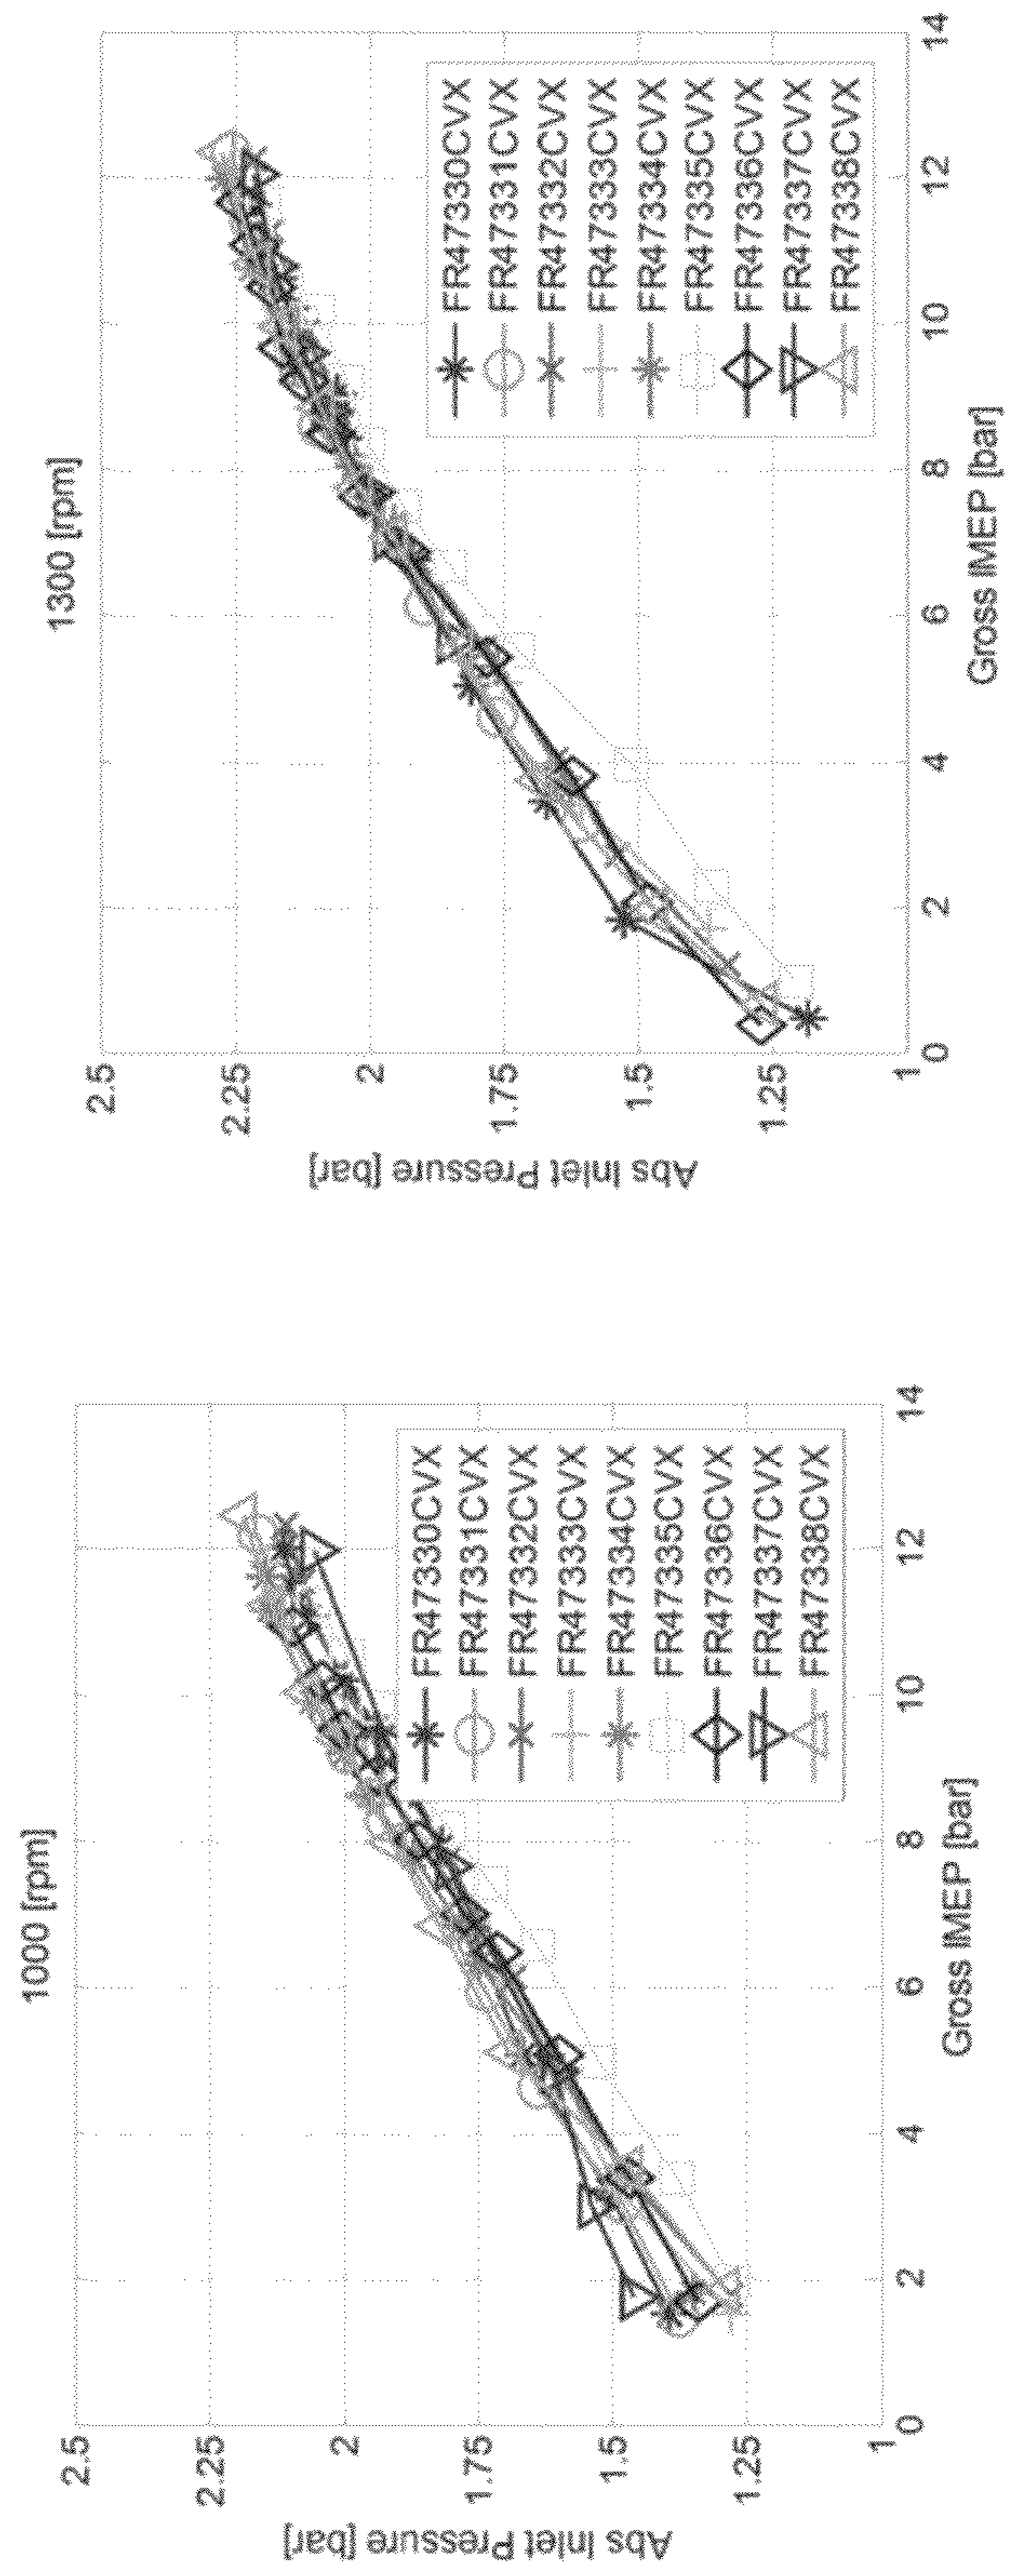 1000 [rpm]
Abs Inlet Pressure [bar]
2.5
2.25
2
1.75
1.5
1.25
1
0
2
4
6
8
10
12
14
Gross IMEP [bar]
FR47330CVX
FR47331CVX
FR47332CVX
FR47333CVX
FR47334CVX
FR47335CVX
FR47336CVX
FR47337CVX
FR47338CVX
1300 [rpm]
Abs Inlet Pressure [bar]
2.5
2.25
2
1.75
1.5
1.25
1
0
2
4
6
8
10
12
14
Gross IMEP [bar]
FR47330CVX
FR47331CVX
FR47332CVX
FR47333CVX
FR47334CVX
FR47335CVX
FR47336CVX
FR47337CVX
FR47338CVX